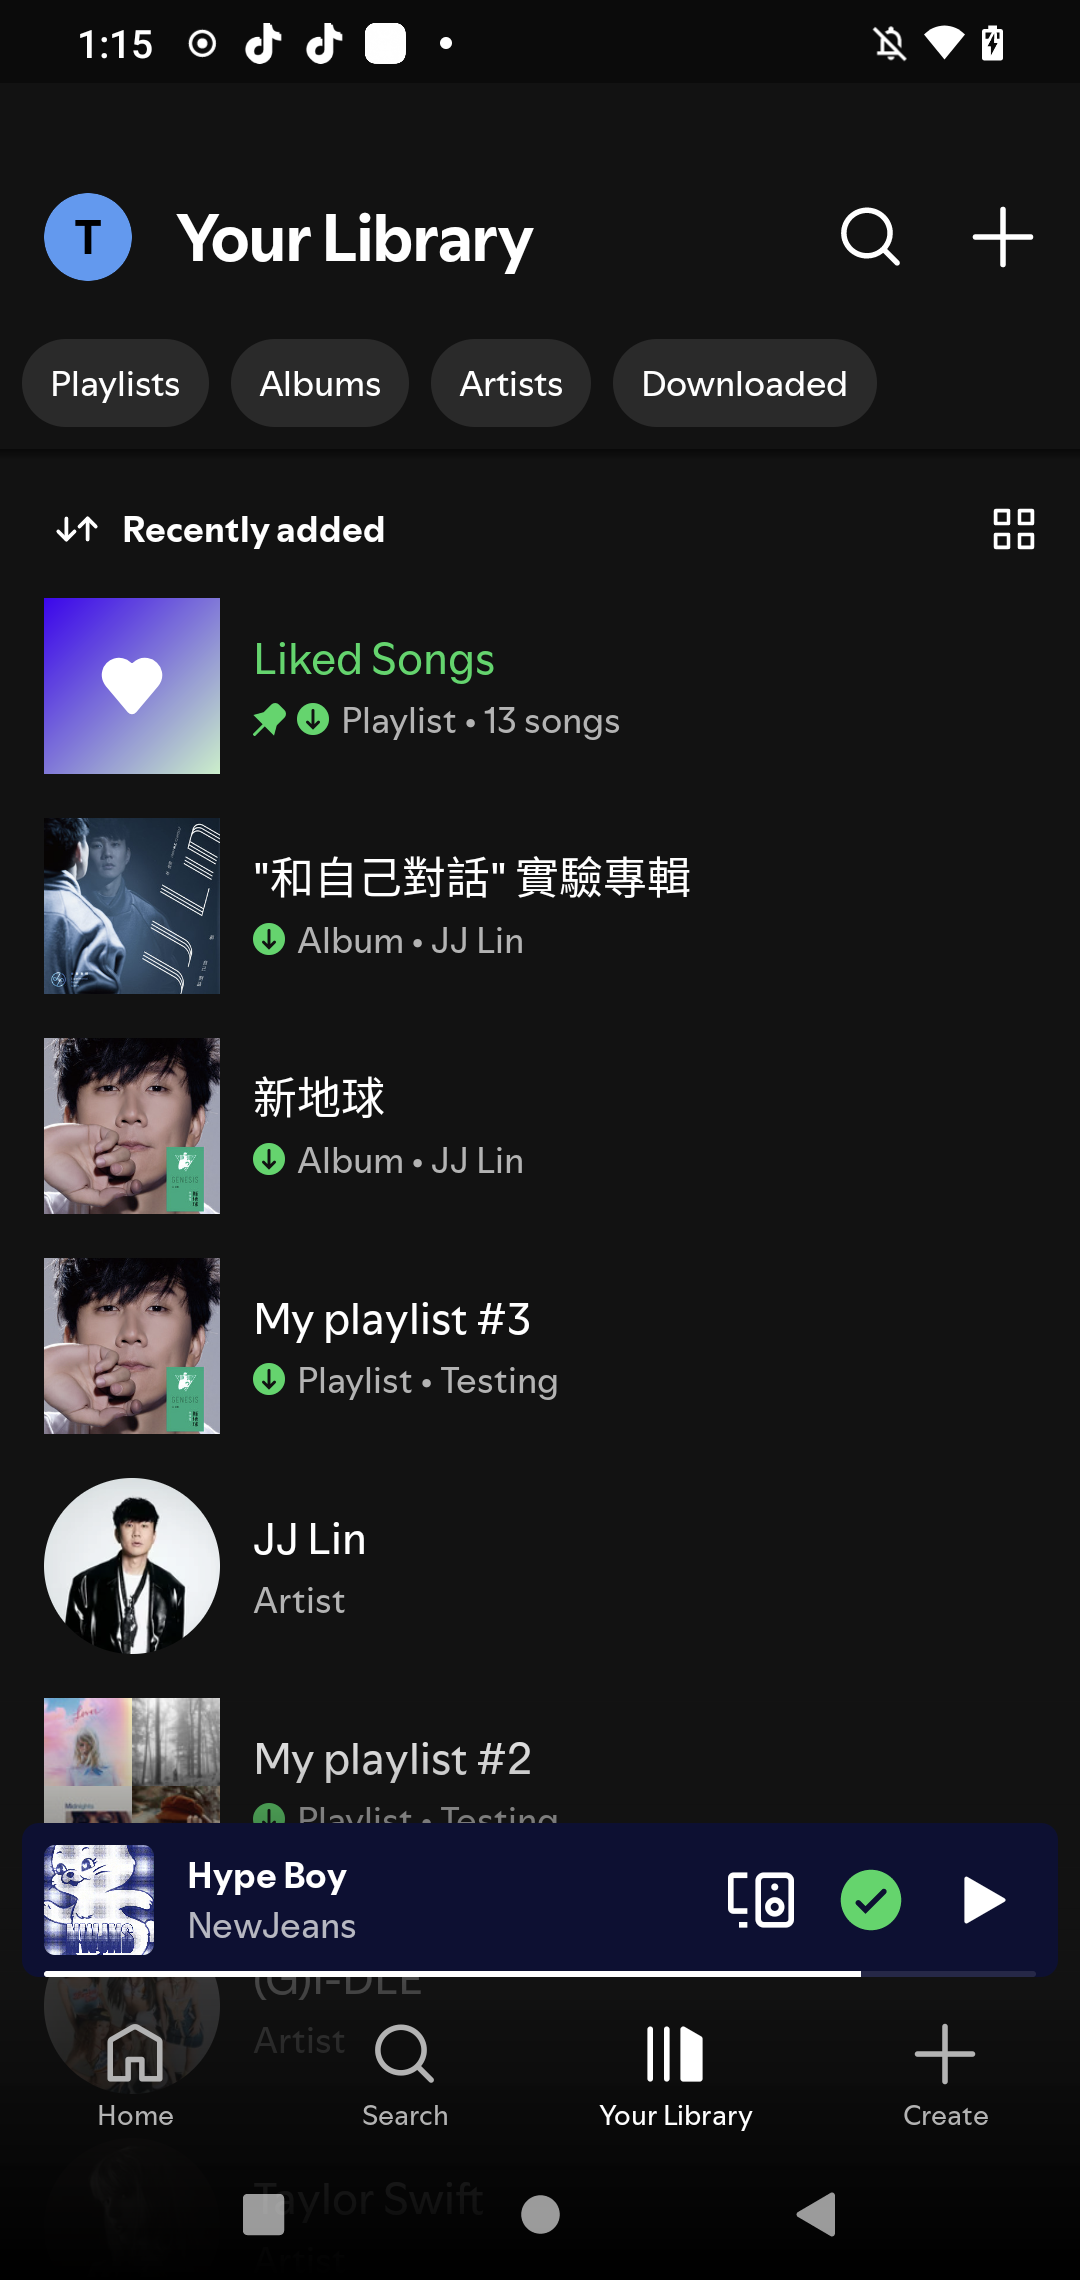 1:15
T
Your Library
Playlists
Albums
Artists
Downloaded
Recently added
Liked Songs
Playlist • 13 songs
"和自己對話" 實驗專輯
Album • JJ Lin
新地球
Album • JJ Lin
My playlist #3
Playlist • Testing
JJ Lin
Artist
My playlist #2
Playlist • Testing
Hype Boy
NewJeans
(G)I-DLE
Artist
Home
Search
Your Library
Create
Taylor Swift
Artist